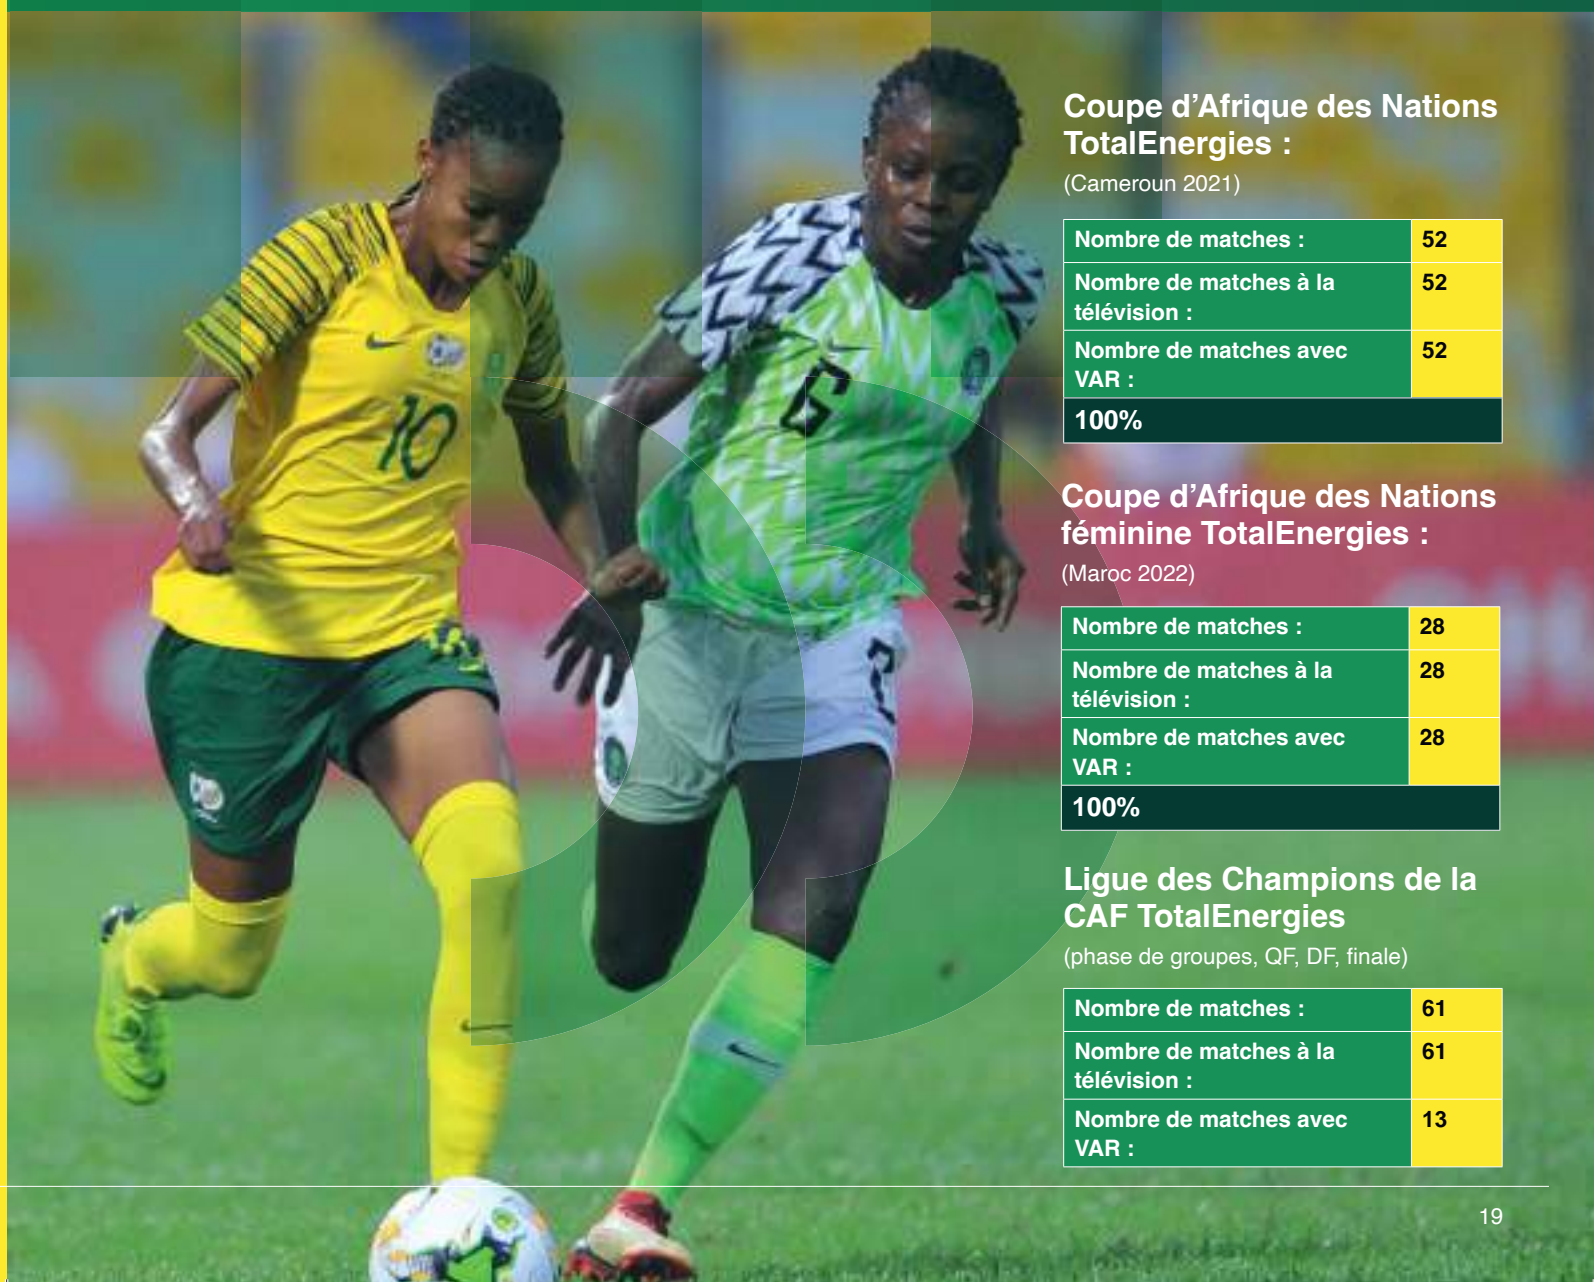 Coupe d'Afrique des Nations
TotalEnergies :
(Cameroun 2021)
Nombre de matches : 52
Nombre de matches à la 52
télévision :
Nombre de matches avec 52
VAR :
100%
Coupe d'Afrique des Nations
féminine TotalEnergies :
(Maroc 2022)
Nombre de matches : 28
Nombre de matches à la 28
télévision :
Nombre de matches avec 28
VAR :
100%
Ligue des Champions de la
CAF TotalEnergies
(phase de groupes, QF, DF, finale)
Nombre de matches : 61
Nombre de matches à la 61
télévision :
Nombre de matches avec 13
VAR :
19
10
6
2